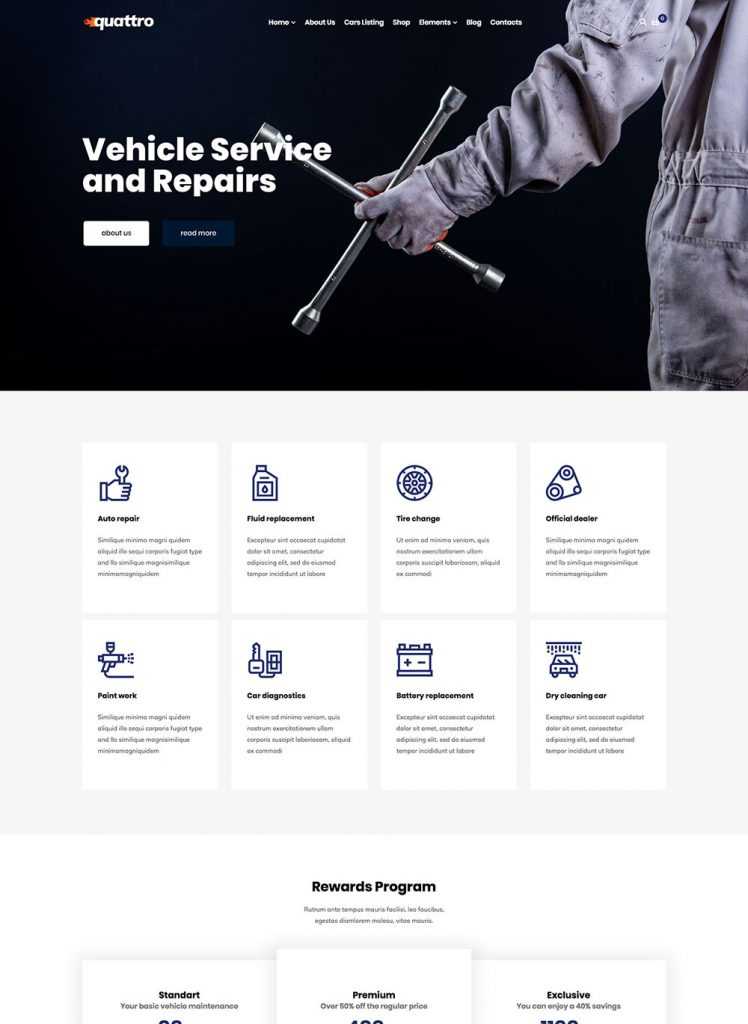 quattro
Home About Us Cars Listing Shop Elements Blog Contacts
0
Vehicle Service
and Repairs
about us read more
Auto repair
Similique minima magni quidem
aliquid ille sequi corporis fugiat type
and llo similique magnisimilique
minimamagniquidem
Fluid replacement
Excepteur sint occaecat cupidatat
dolor sit amet, consectetur
adipiscing elit, sed do eiusmod
tempor incididunt ut labore
Tire change
Ut enim ad minima veniam, quis
nostrum exercitationem ullam
corporis suscipit laboriosam, aliquid
ex commodi
Official dealer
Similique minima magni quidem
aliquid ille sequi corporis fugiat type
and llo similique magnisimilique
minimamagniquidem
Paint work
Similique minima magni quidem
aliquid ille sequi corporis fugiat type
and llo similique magnisimilique
minimamagniquidem
Car diagnostics
Ut enim ad minima veniam, quis
nostrum exercitationem ullam
corporis suscipit laboriosam, aliquid
ex commodi
Battery replacement
Excepteur sint occaecat cupidatat
dolor sit amet, consectetur
adipiscing elit, sed do eiusmod
tempor incididunt ut labore
Dry cleaning car
Excepteur sint occaecat cupidatat
dolor sit amet, consectetur
adipiscing elit, sed do eiusmod
tempor incididunt ut labore
Rewards Program
Rutrum ante tempus mauris facilisi, leo faucibus,
egestas diamlorem malesu, vitae mauris.
Standart
Your basic vehicle maintenance
Premium
Over 50% off the regular price
Exclusive
You can enjoy a 40% savings